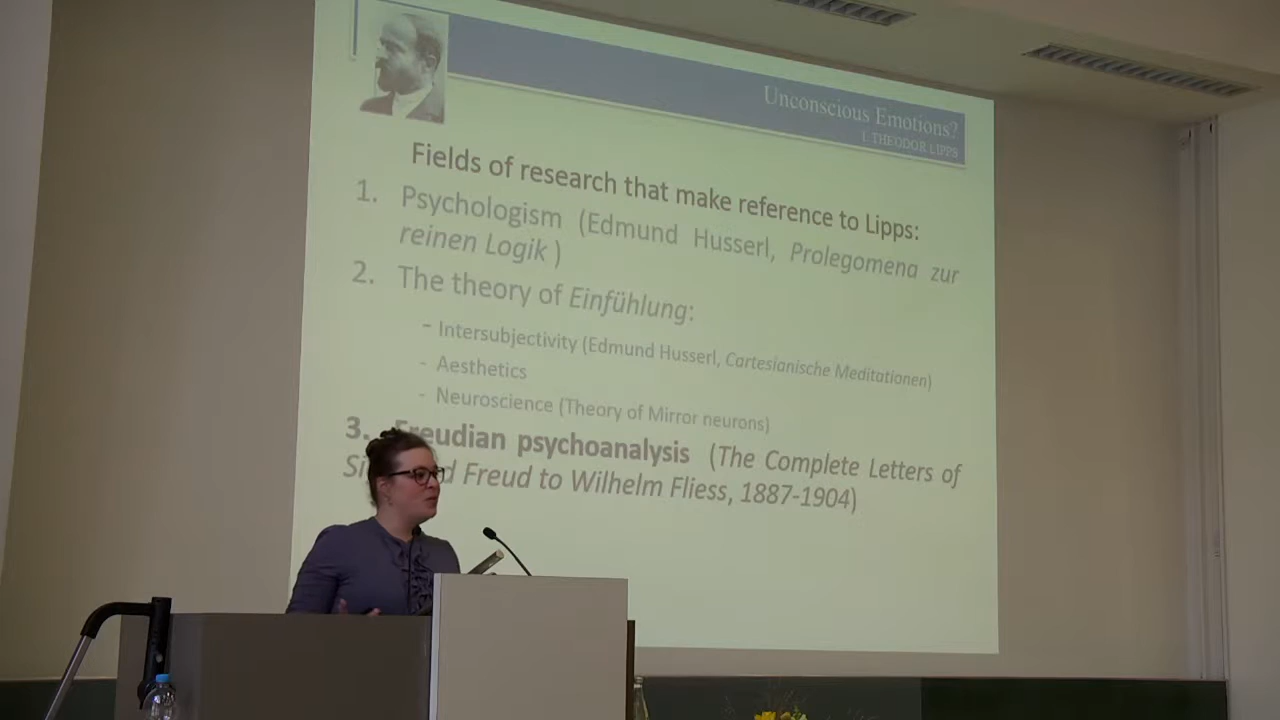 Unconscious Emotions?
1. THEODOR LIPPS
Fields of research that make reference to Lipps:
1. Psychologism (Edmund Husserl, Prolegomena zur
reinen Logik )
2. The theory of Einfühlung:
- Intersubjectivity (Edmund Husserl, Cartesianische Meditationen)
- Aesthetics
- Neuroscience (Theory of Mirror neurons)
3. Freudian psychoanalysis (The Complete Letters of
Freud to Wilhelm Fliess, 1887-1904)